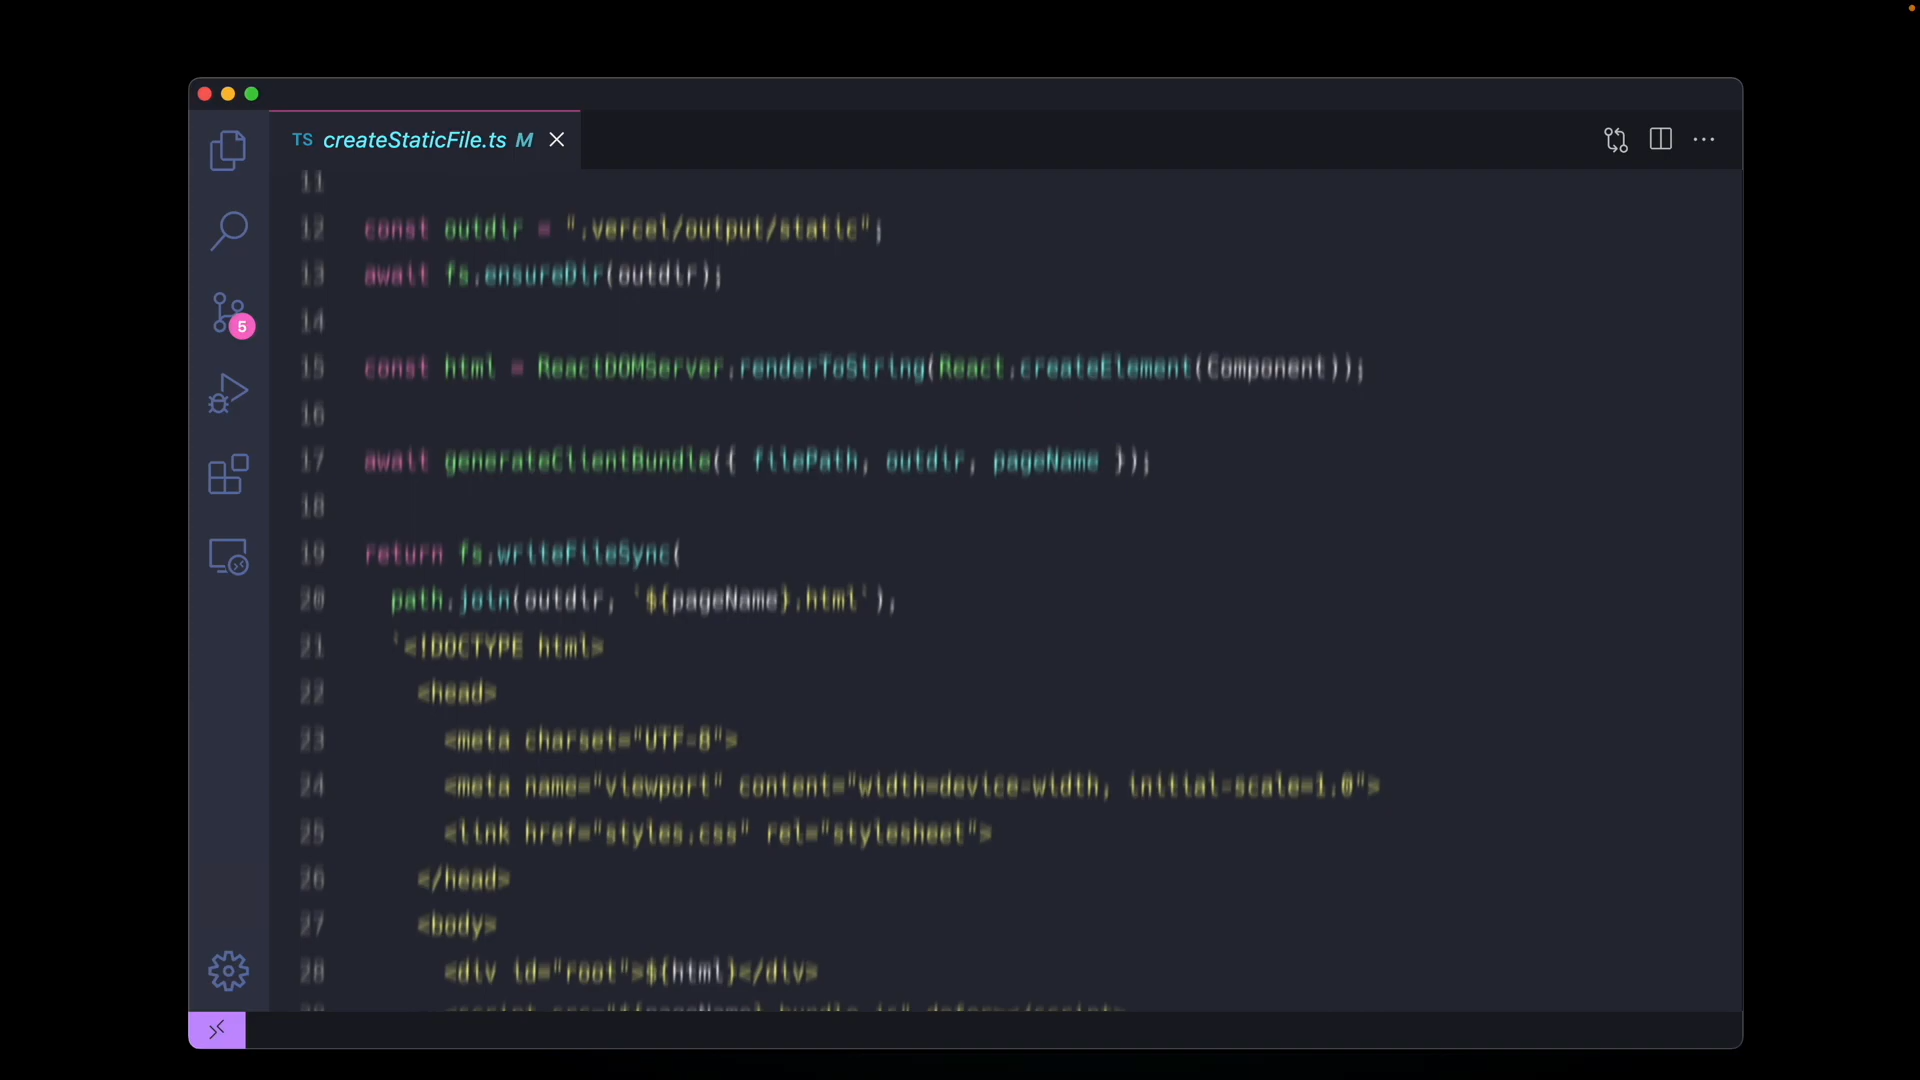 TS createStaticFile.ts M
11
12 const outdir = ".vercel/output/static";
13 await fs.ensureDir(outdir);
14
15 const html = ReactDOMServer.renderToString(React.createElement(Component));
16
17 await generateClientBundle({ filePath, outdir, pageName });
18
19 return fs.writeFileSync(
20 path.join(outdir, `${pageName}.html`),
21 `<!DOCTYPE html>
22 <head>
23 <meta charset="UTF-8">
24 <meta name="viewport" content="width=device-width, initial-scale=1.0">
25 <link href="styles.css" rel="stylesheet">
26 </head>
27 <body>
28 <div id="root">${html}</div>
5